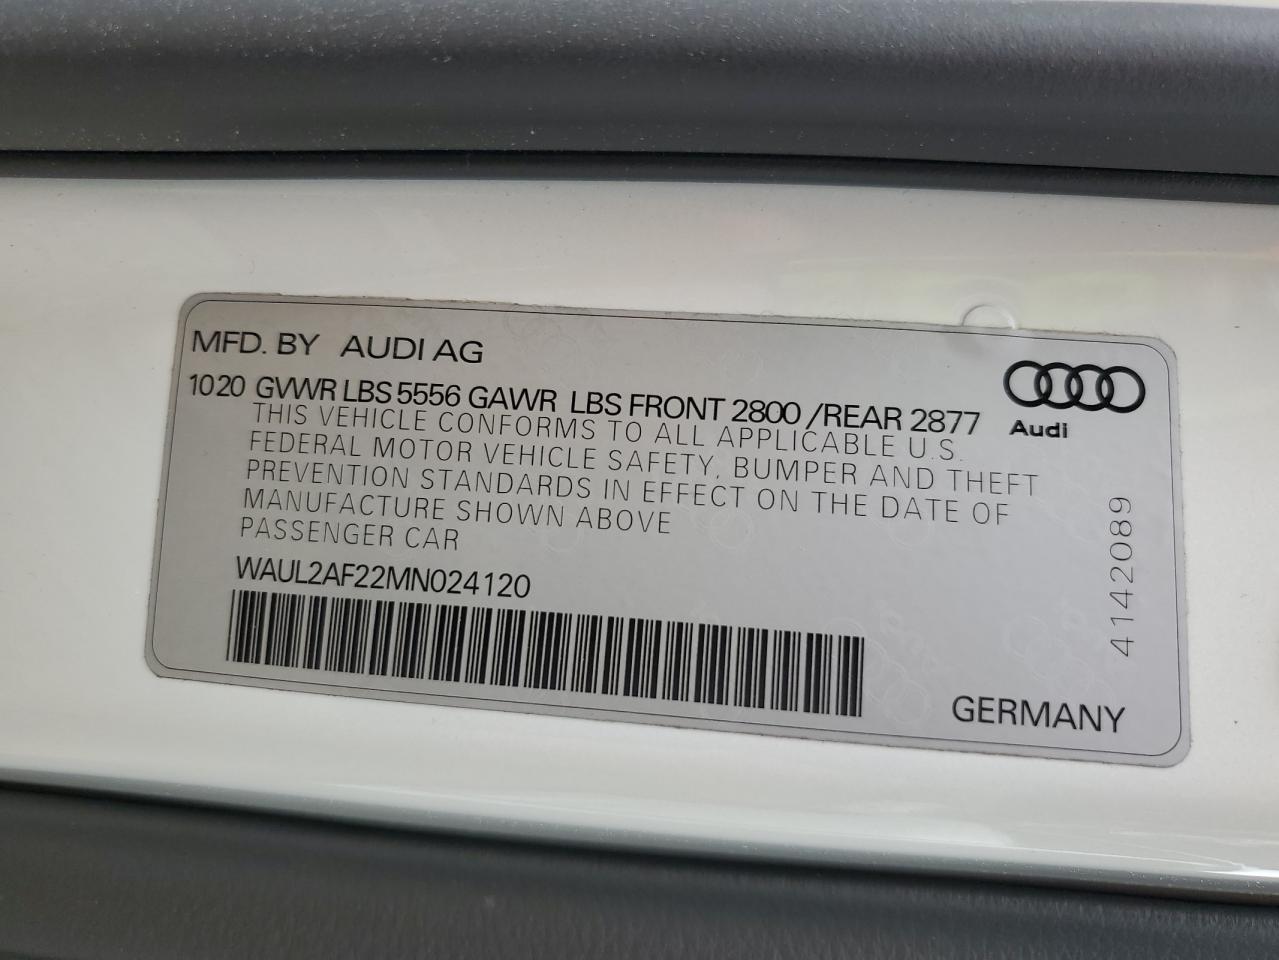 MFD. BY AUDI AG
1020 GVWR LBS 5556 GAWR LBS FRONT 2800 /REAR 2877
THIS VEHICLE CONFORMS TO ALL APPLICABLE U.S.
FEDERAL MOTOR VEHICLE SAFETY, BUMPER AND THEFT
PREVENTION STANDARDS IN EFFECT ON THE DATE OF
MANUFACTURE SHOWN ABOVE
PASSENGER CAR
WAUL2AF22MN024120
Audi
4142089
GERMANY